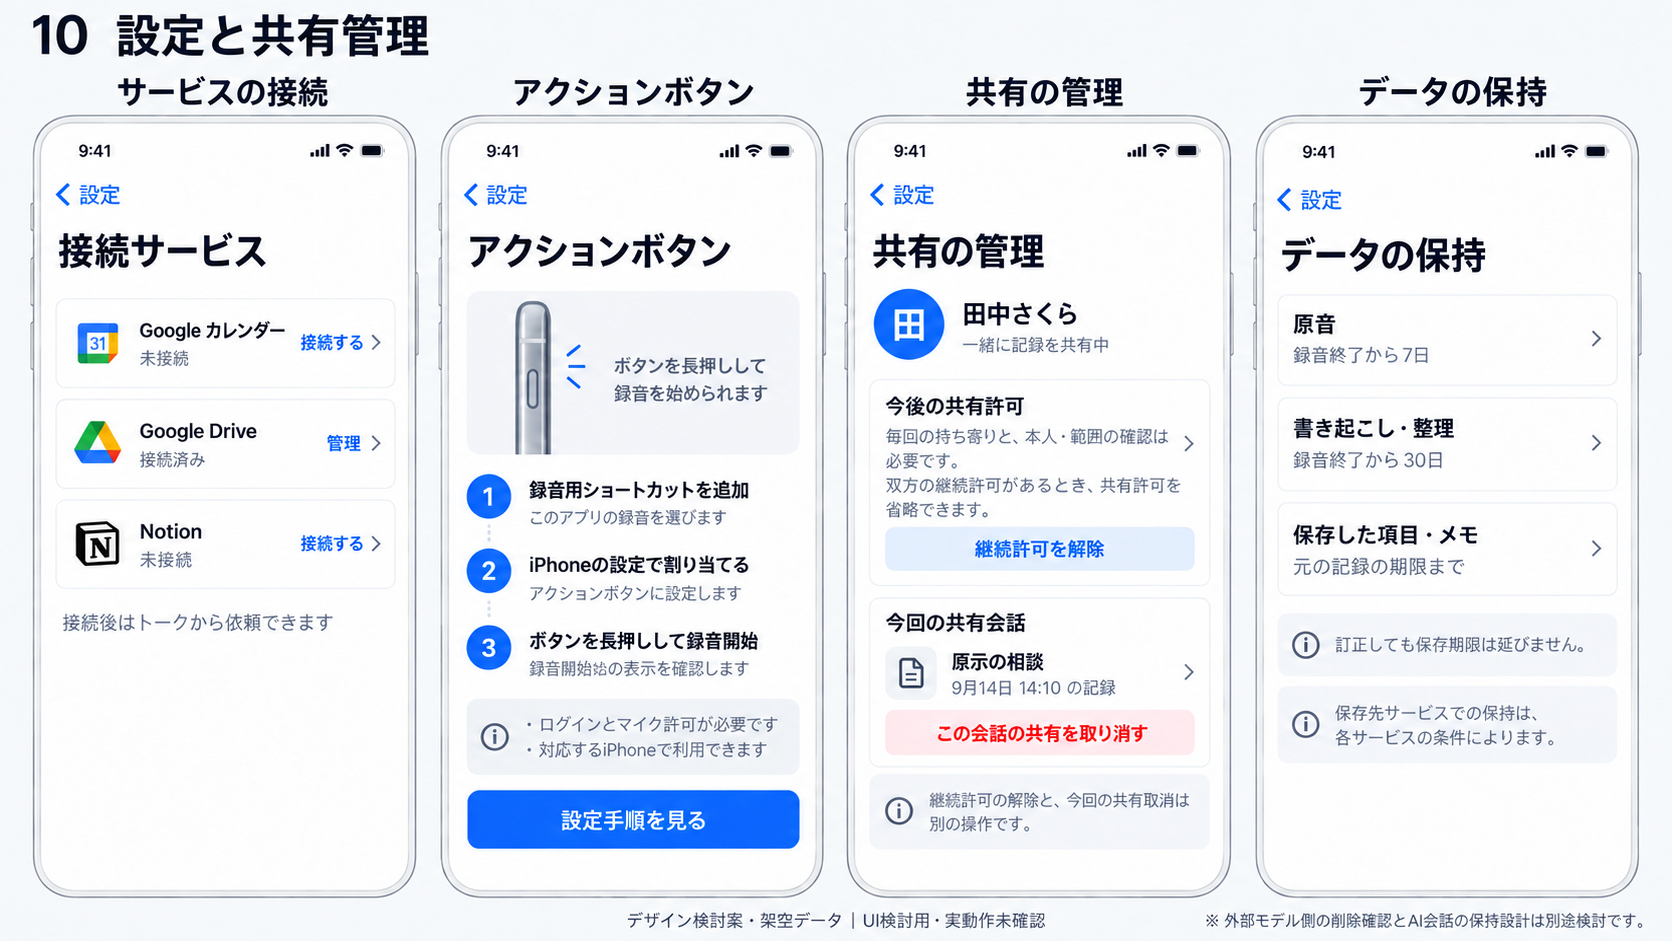 10 設定と共有管理
サービスの接続
9:41
設定
接続サービス
31
Google カレンダー
未接続
接続する
Google Drive
接続済み
管理
N
Notion
未接続
接続する
接続後はトークから依頼できます
アクションボタン
9:41
設定
アクションボタン
ボタンを長押しして
録音を始められます
1
録音用ショートカットを追加
このアプリの録音を選びます
2
iPhoneの設定で割り当てる
アクションボタンに設定します
3
ボタンを長押しして録音開始
録音開始始の表示を確認します
・ログインとマイク許可が必要です
・対応するiPhoneで利用できます
設定手順を見る
共有の管理
9:41
設定
共有の管理
田
田中さくら
一緒に記録を共有中
今後の共有許可
毎回の持ち寄りと、本人・範囲の確認は
必要です。
双方の継続許可があるとき、共有許可を
省略できます。
継続許可を解除
今回の共有会話
原示の相談
9月14日 14:10 の記録
この会話の共有を取り消す
継続許可の解除と、今回の共有取消は
別の操作です。
データの保持
9:41
設定
データの保持
原音
録音終了から7日
書き起こし・整理
録音終了から30日
保存した項目・メモ
元の記録の期限まで
訂正しても保存期限は延びません。
保存先サービスでの保持は、
各サービスの条件によります。
デザイン検討案・架空データ | UI検討用・実動作未確認
※ 外部モデル側の削除確認とAI会話の保持設計は別途検討です。